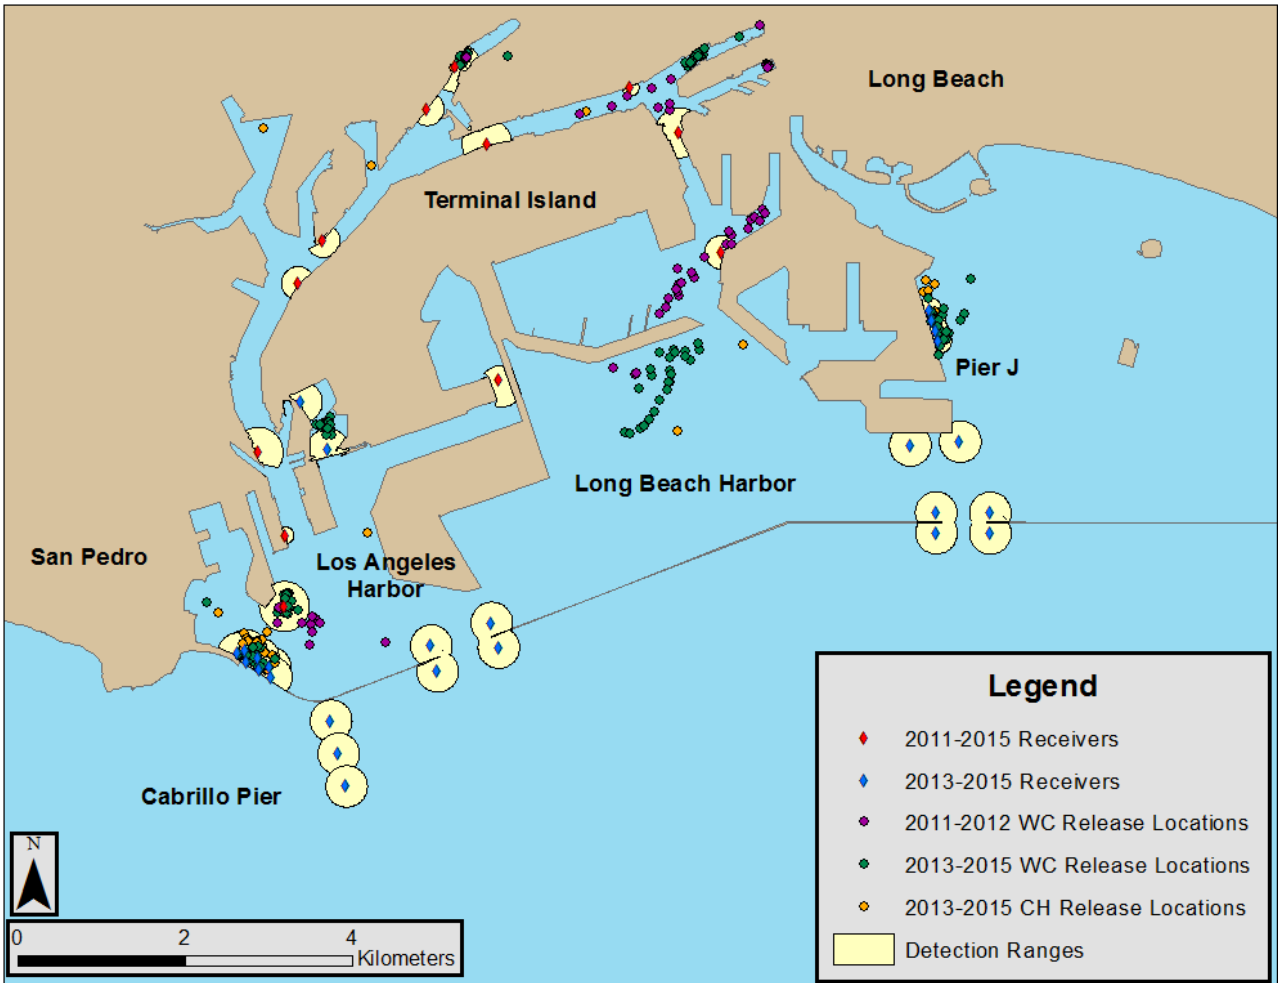 Long Beach
Terminal Island
Pier J
Long Beach Harbor
San Pedro
Los Angeles
Harbor
Cabrillo Pier
N
0 2 4
Kilometers
Legend
2011-2015 Receivers
2013-2015 Receivers
2011-2012 WC Release Locations
2013-2015 WC Release Locations
2013-2015 CH Release Locations
Detection Ranges